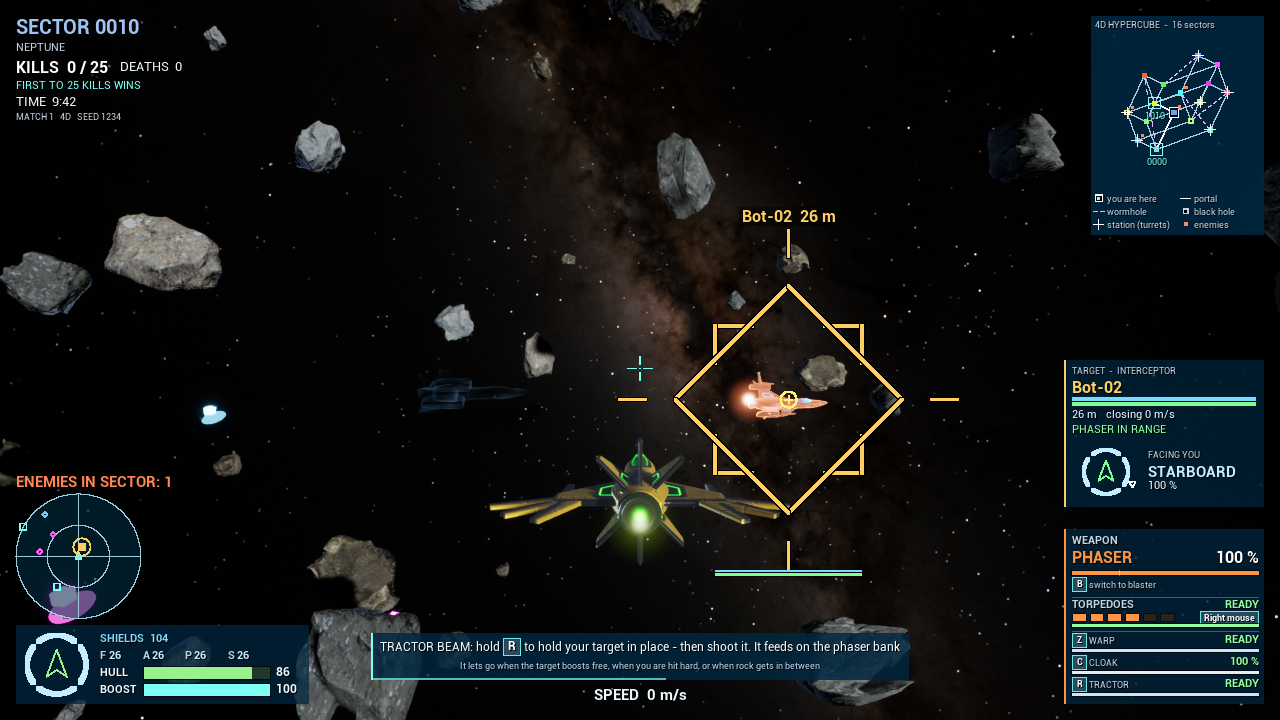 SECTOR 0010
NEPTUNE
KILLS 0 / 25 DEATHS 0
FIRST TO 25 KILLS WINS
TIME 9:42
MATCH 1 4D SEED 1234
4D HYPERCUBE - 16 sectors
0000
you are here
portal
wormhole
black hole
station (turrets)
enemies
Bot-02 26 m
TARGET - INTERCEPTOR
Bot-02
26 m closing 0 m/s
PHASER IN RANGE
FACING YOU
STARBOARD
100 %
ENEMIES IN SECTOR: 1
WEAPON
PHASER 100 %
B switch to blaster
TORPEDOES READY
Right mouse
Z WARP READY
C CLOAK 100 %
R TRACTOR READY
SHIELDS 104
F 26 A 26 P 26 S 26
HULL 86
BOOST 100
TRACTOR BEAM: hold R to hold your target in place - then shoot it. It feeds on the phaser bank
It lets go when the target boosts free, when you are hit hard, or when rock gets in between
SPEED 0 m/s